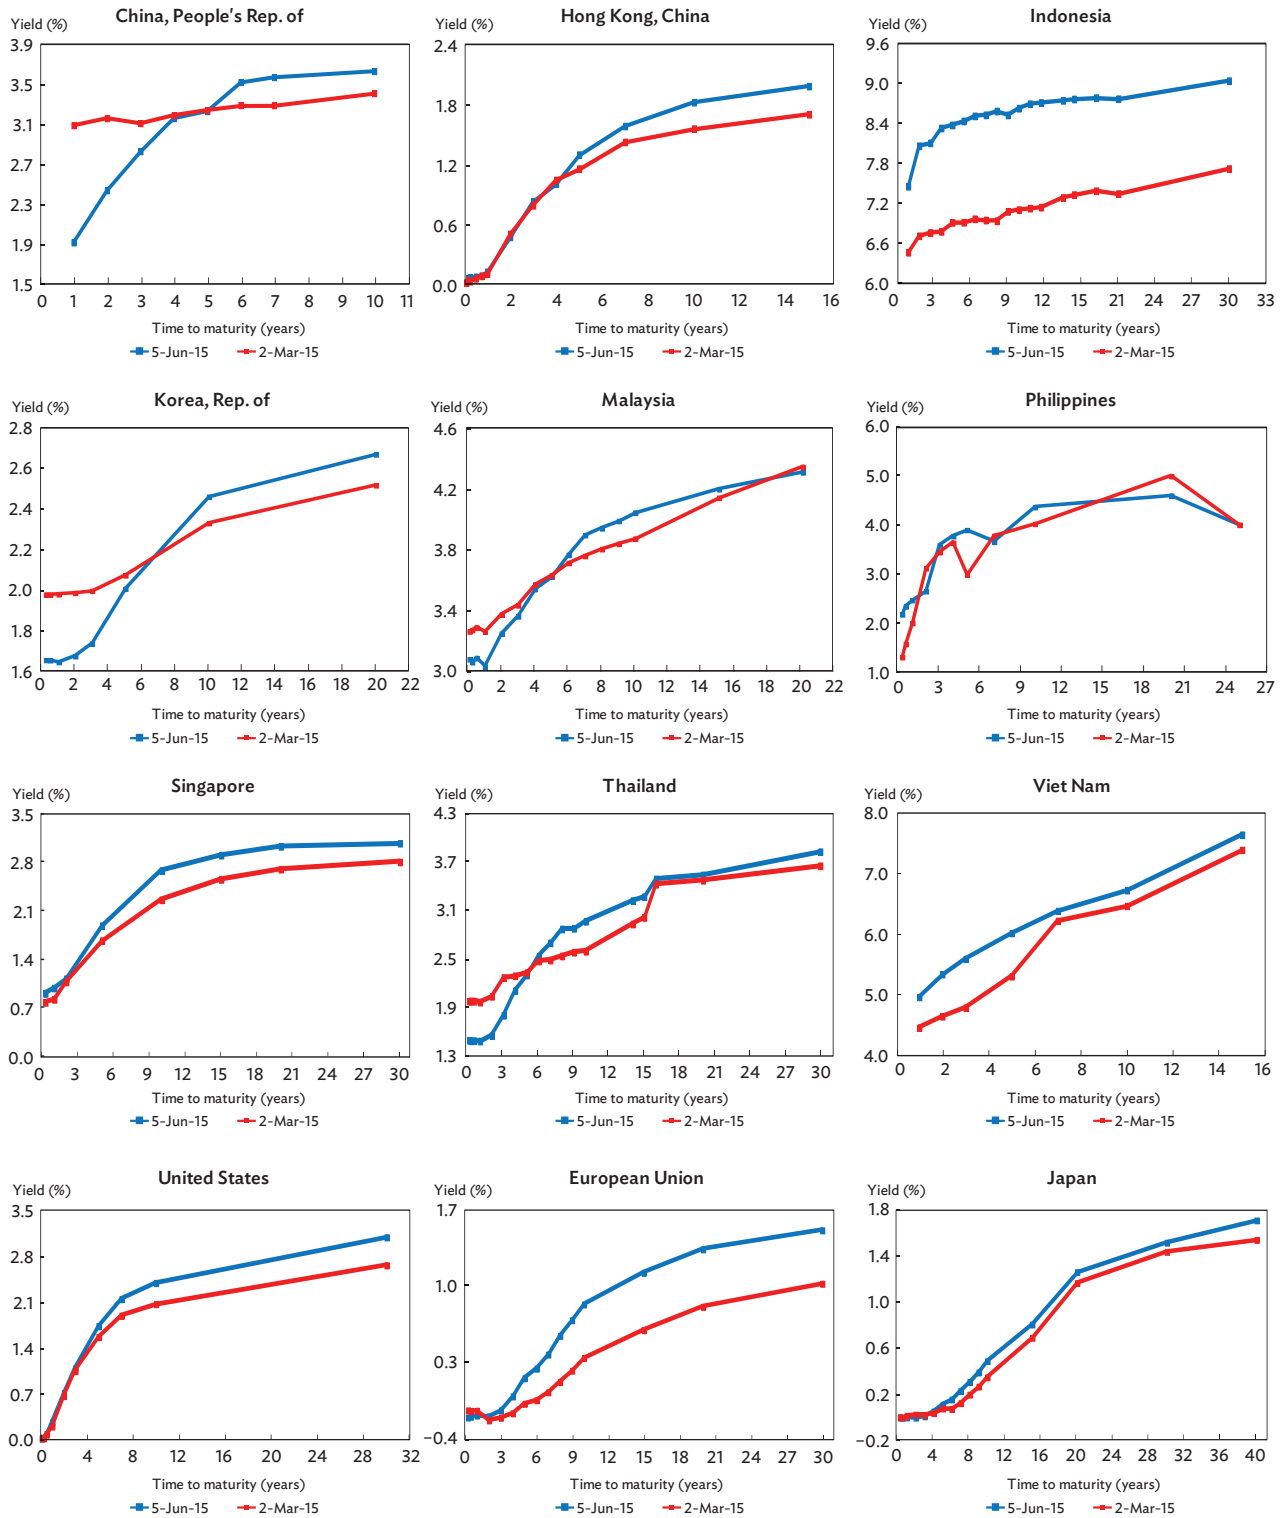 China, People's Rep. of
Yield (%)
3.9
3.5
3.1
2.7
2.3
1.9
1.5
0 1 2 3 4 5 6 7 8 9 10 11
Time to maturity (years)
5-Jun-15 2-Mar-15
Hong Kong, China
Yield (%)
2.4
1.8
1.2
0.6
0.0
0 2 4 6 8 10 12 14 16
Time to maturity (years)
5-Jun-15 2-Mar-15
Indonesia
Yield (%)
9.6
9.0
8.4
7.8
7.2
6.6
6.0
0 3 6 9 12 15 18 21 24 27 30 33
Time to maturity (years)
5-Jun-15 2-Mar-15
Korea, Rep. of
Yield (%)
2.8
2.6
2.4
2.2
2.0
1.8
1.6
0 2 4 6 8 10 12 14 16 18 20 22
Time to maturity (years)
5-Jun-15 2-Mar-15
Malaysia
Yield (%)
4.6
4.2
3.8
3.4
3.0
0 2 4 6 8 10 12 14 16 18 20 22
Time to maturity (years)
5-Jun-15 2-Mar-15
Philippines
Yield (%)
6.0
5.0
4.0
3.0
2.0
1.0
0 3 6 9 12 15 18 21 24 27
Time to maturity (years)
5-Jun-15 2-Mar-15
Singapore
Yield (%)
3.5
2.8
2.1
1.4
0.7
0.0
0 3 6 9 12 15 18 21 24 27 30
Time to maturity (years)
5-Jun-15 2-Mar-15
Thailand
Yield (%)
4.3
3.7
3.1
2.5
1.9
1.3
0 3 6 9 12 15 18 21 24 27 30
Time to maturity (years)
5-Jun-15 2-Mar-15
Viet Nam
Yield (%)
8.0
7.0
6.0
5.0
4.0
0 2 4 6 8 10 12 14 16
Time to maturity (years)
5-Jun-15 2-Mar-15
United States
Yield (%)
3.5
2.8
2.1
1.4
0.7
0.0
0 4 8 12 16 20 24 28 32
Time to maturity (years)
5-Jun-15 2-Mar-15
European Union
Yield (%)
1.7
1.0
0.3
−0.4
0 3 6 9 12 15 18 21 24 27 30
Time to maturity (years)
5-Jun-15 2-Mar-15
Japan
Yield (%)
1.8
1.4
1.0
0.6
0.2
−0.2
0 4 8 12 16 20 24 28 32 36 40
Time to maturity (years)
5-Jun-15 2-Mar-15